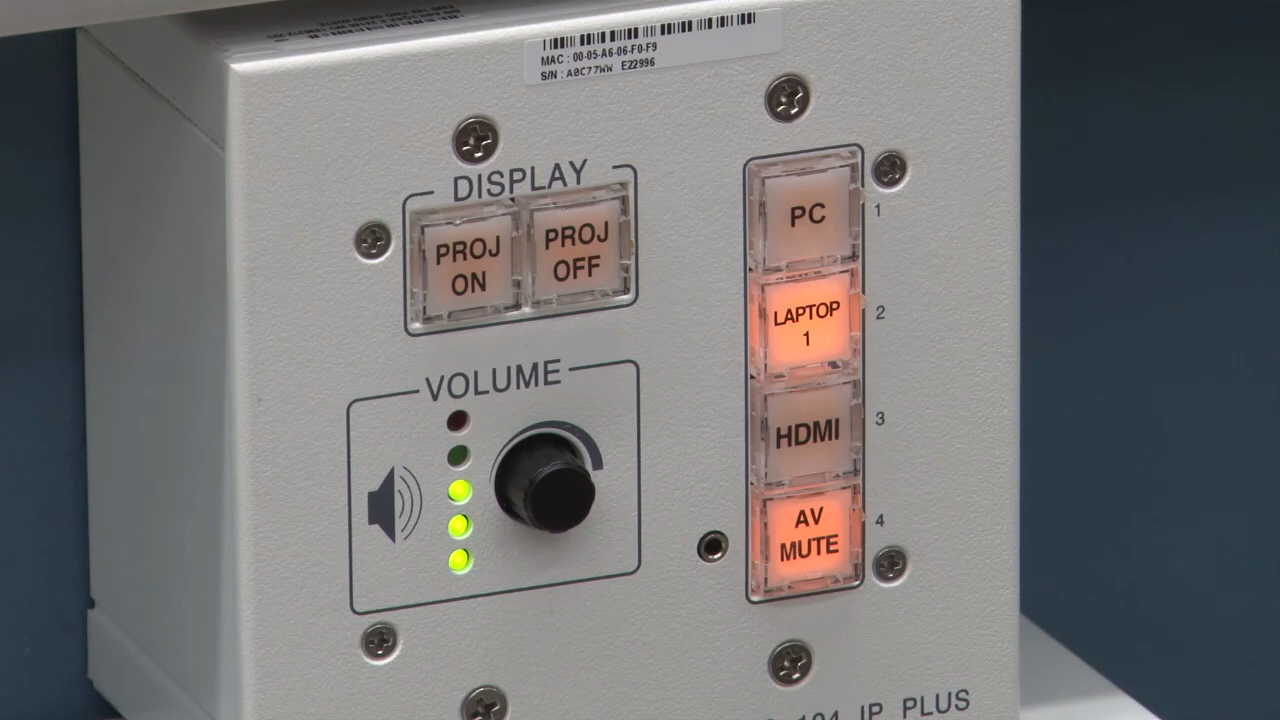 MAC : 00-05-A6-06-F0-F9
S/N : A0C77WW E22996
DISPLAY
PROJ
ON
PROJ
OFF
VOLUME
PC
1
LAPTOP
1
2
HDMI
3
AV
MUTE
4
104 IP PLUS